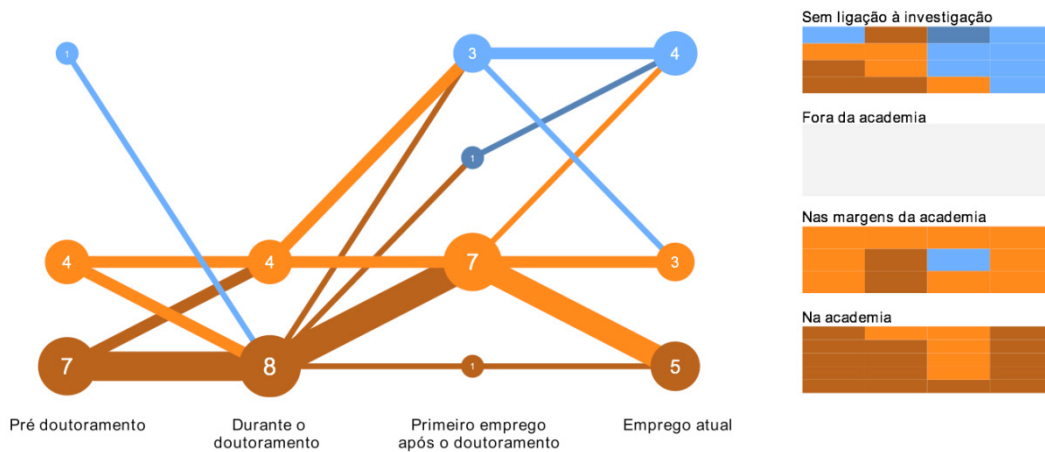 Sem ligação à investigação
1
3
4
Fora da academia
1
Nas margens da academia
4
4
7
3
Na academia
7
8
1
5
Pré doutoramento
Durante o
doutoramento
Primeiro emprego
após o doutoramento
Emprego atual